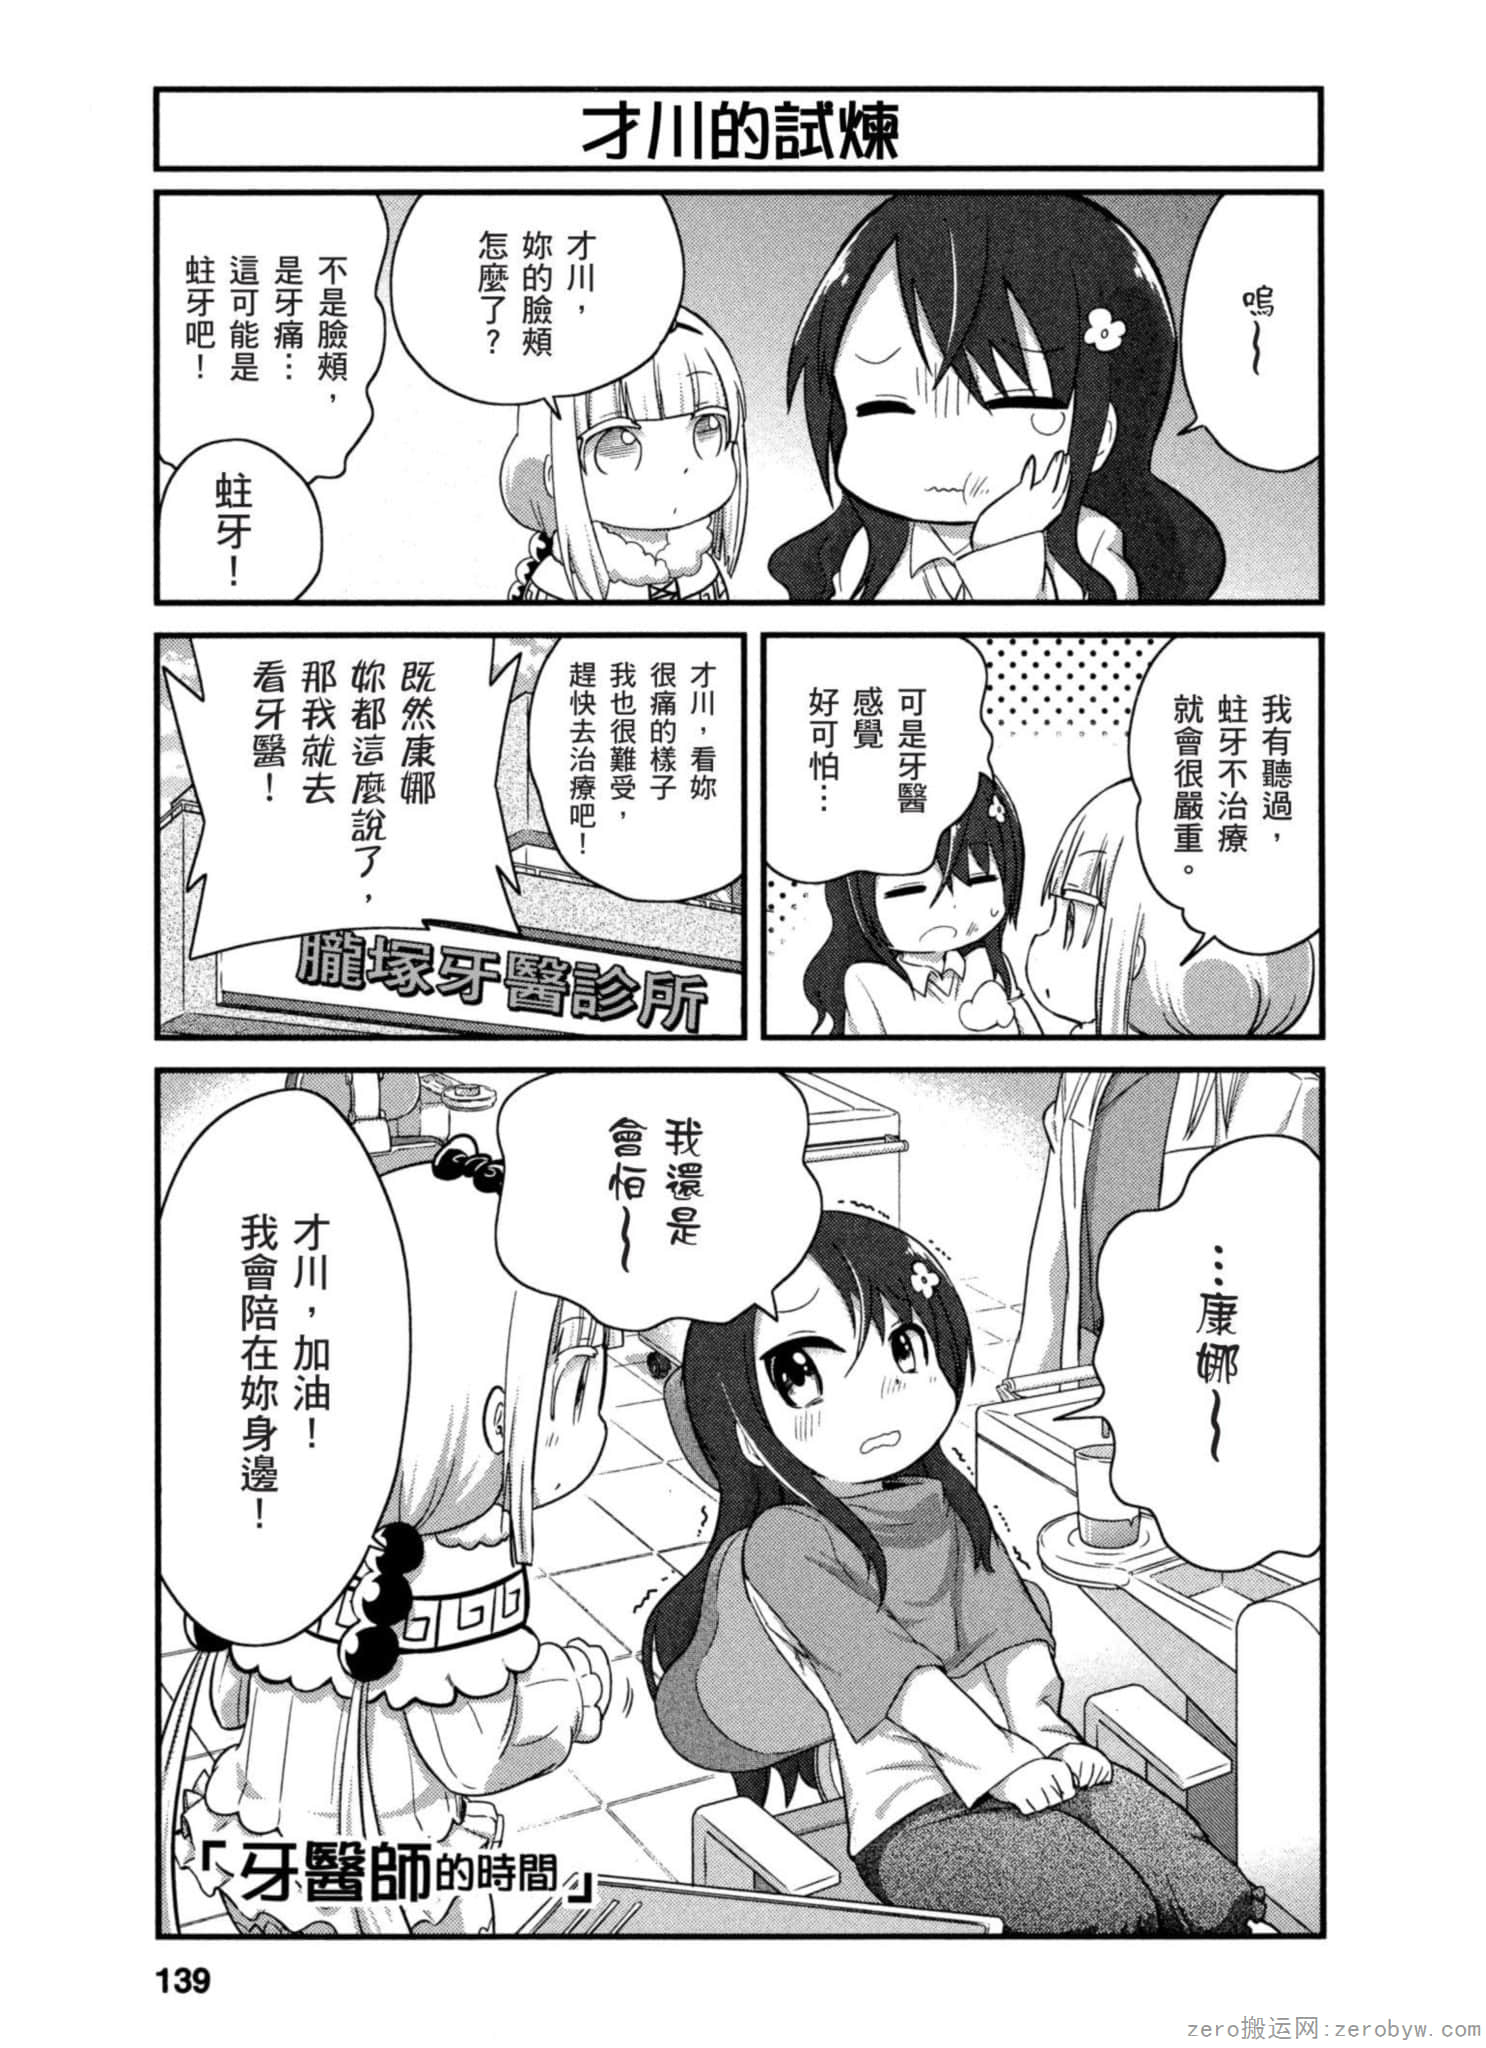 才川的試煉
嗚～
才川，
妳的臉頰
怎麼了？
不是臉頰，
是牙痛…
這可能是
蛀牙吧！
蛀牙！
我有聽過，
蛀牙不治療
就會很嚴重。
可是牙醫
感覺
好可怕…
才川，看妳
很痛的樣子
我也很難受，
趕快去治療吧！
既然康娜
妳都這麼說了，
那我就去
看牙醫！
朧塚牙醫診所
…康娜～
我還是
會怕～
才川，加油！
我會陪在妳身邊！
「牙醫師的時間」
139
zero搬运网:zerobyw.com